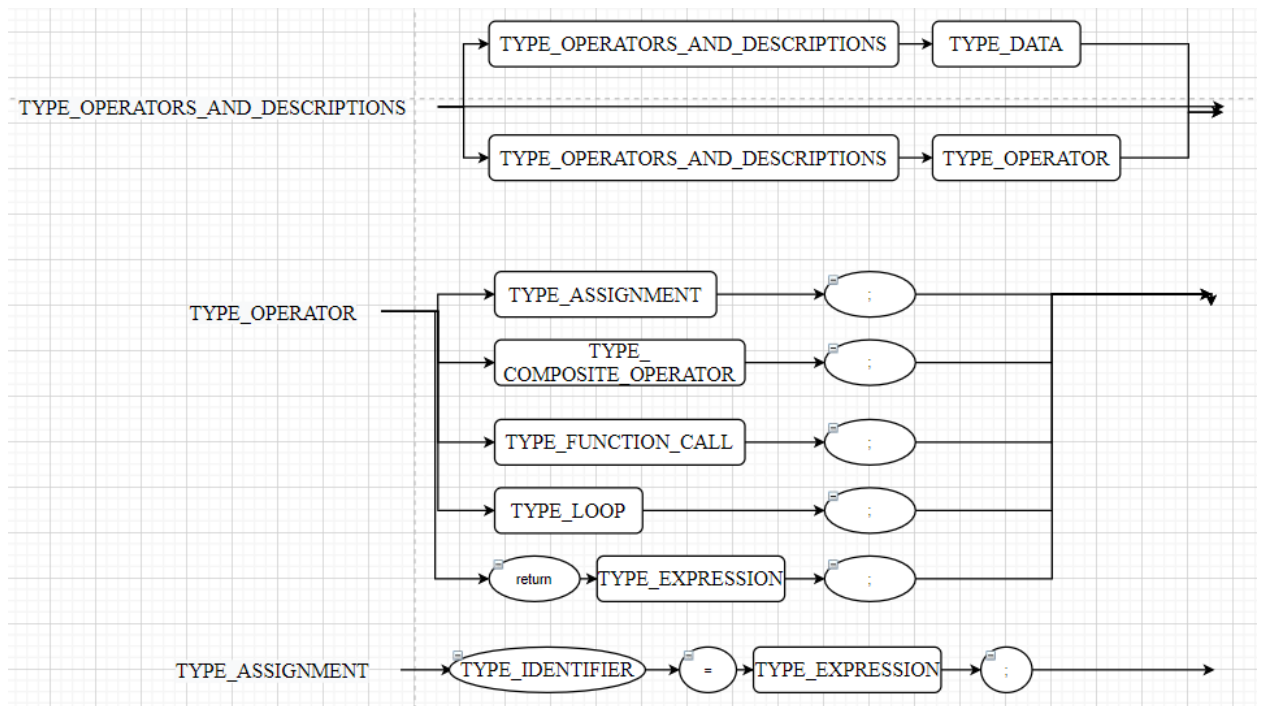 TYPE_OPERATORS_AND_DESCRIPTIONS TYPE_DATA
TYPE_OPERATORS_AND_DESCRIPTIONS
TYPE_OPERATORS_AND_DESCRIPTIONS TYPE_OPERATOR
TYPE_ASSIGNMENT ;
TYPE_OPERATOR
TYPE_
COMPOSITE_OPERATOR ;
TYPE_FUNCTION_CALL ;
TYPE_LOOP ;
return TYPE_EXPRESSION ;
TYPE_ASSIGNMENT TYPE_IDENTIFIER = TYPE_EXPRESSION ;